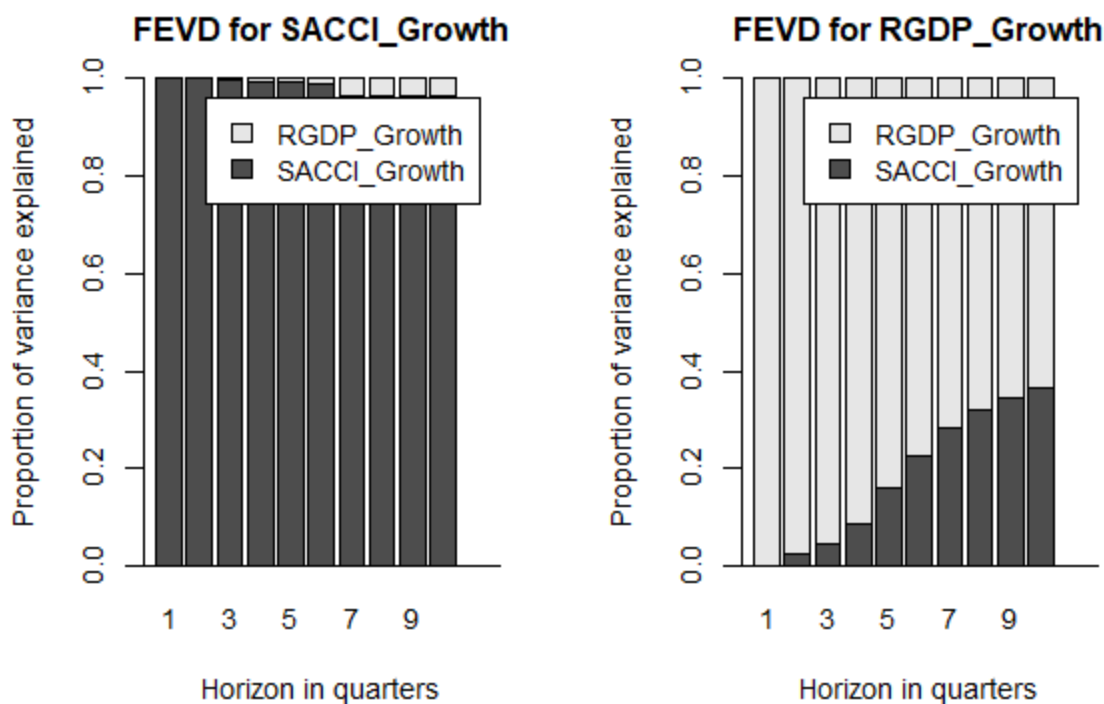 FEVD for SACCI_Growth
Proportion of variance explained
1.0
0.8
0.6
0.4
0.2
0.0
RGDP_Growth
SACCI_Growth
1 3 5 7 9
Horizon in quarters
FEVD for RGDP_Growth
Proportion of variance explained
1.0
0.8
0.6
0.4
0.2
0.0
RGDP_Growth
SACCI_Growth
1 3 5 7 9
Horizon in quarters